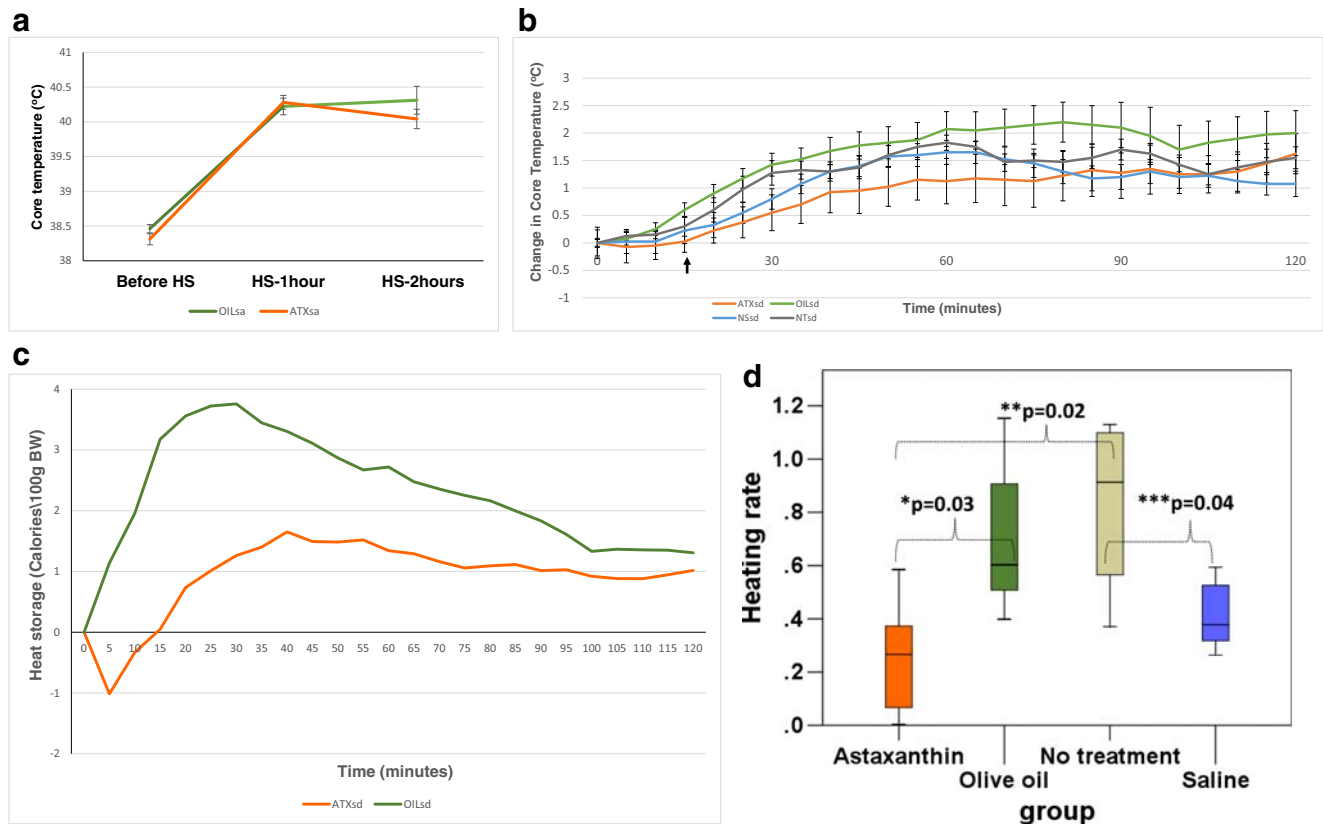 a
Core temperature (°C)
41
40.5
40
39.5
39
38.5
38
Before HS HS-1hour HS-2hours
OILsa ATXsa
b
Change in Core Temperature (°C)
3
2.5
2
1.5
1
0.5
0
-0.5
-1
0 30 60 90 120
Time (minutes)
ATXsd OILsd
NSsd NTsd
c
Heat storage (Calories\100g BW)
4
3
2
1
0
-1
-2
0 5 10 15 20 25 30 35 40 45 50 55 60 65 70 75 80 85 90 95 100 105 110 115 120
Time (minutes)
ATXsd OILsd
d
Heating rate
1.2
1.0
.8
.6
.4
.2
.0
**p=0.02
*p=0.03
***p=0.04
Astaxanthin No treatment
Olive oil Saline
group